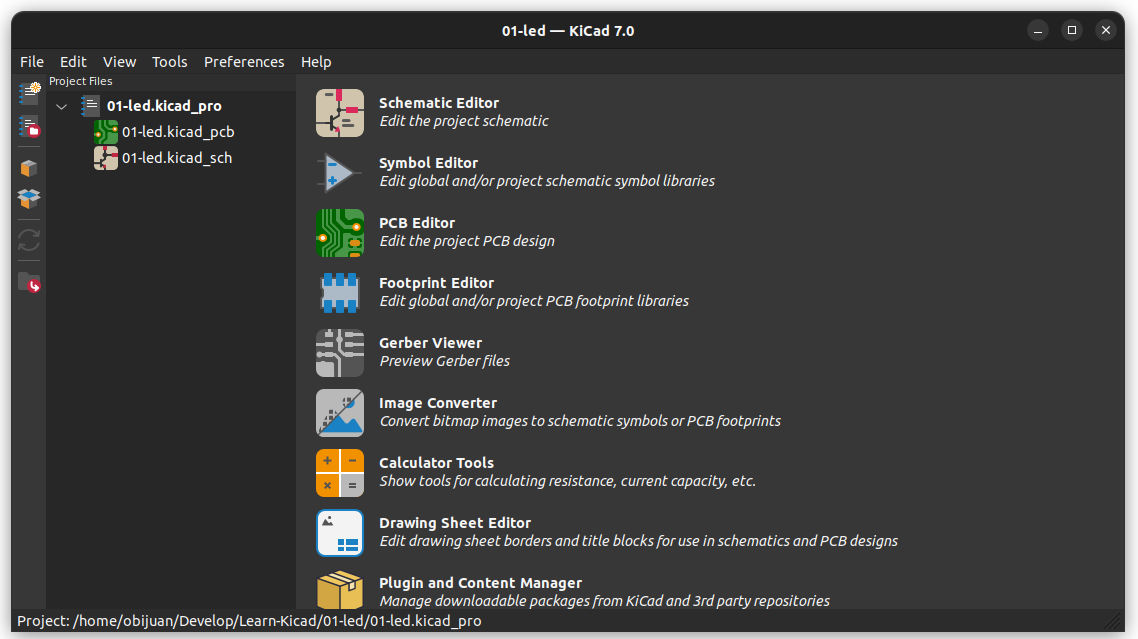 01-led — KiCad 7.0
File Edit View Tools Preferences Help
Project Files
01-led.kicad_pro
01-led.kicad_pcb
01-led.kicad_sch
Schematic Editor
Edit the project schematic
Symbol Editor
Edit global and/or project schematic symbol libraries
PCB Editor
Edit the project PCB design
Footprint Editor
Edit global and/or project PCB footprint libraries
Gerber Viewer
Preview Gerber files
Image Converter
Convert bitmap images to schematic symbols or PCB footprints
Calculator Tools
Show tools for calculating resistance, current capacity, etc.
Drawing Sheet Editor
Edit drawing sheet borders and title blocks for use in schematics and PCB designs
Plugin and Content Manager
Manage downloadable packages from KiCad and 3rd party repositories
Project: /home/obijuan/Develop/Learn-Kicad/01-led/01-led.kicad_pro